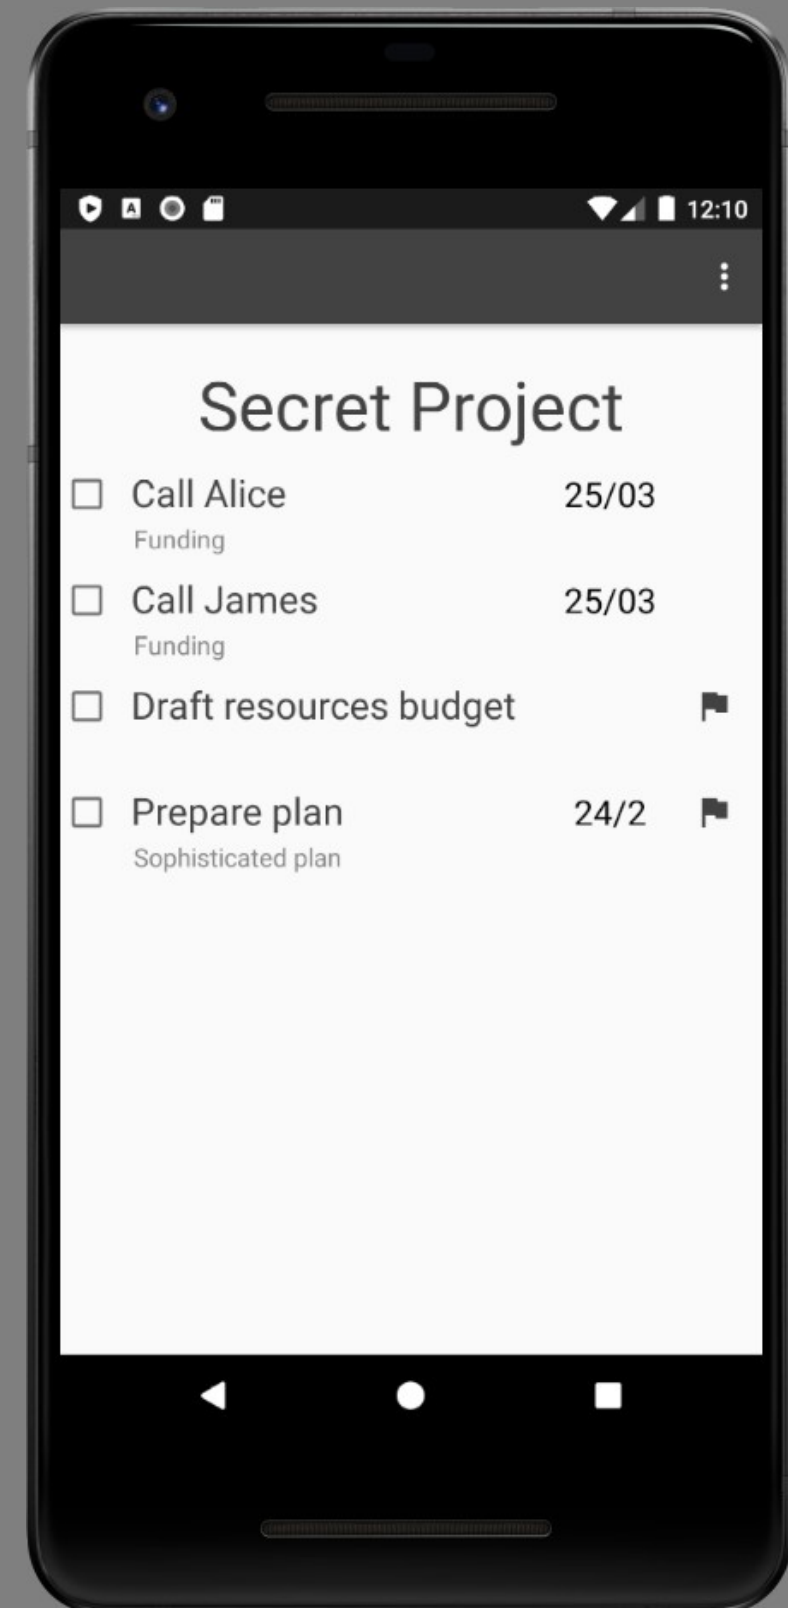 12:10
Secret Project
Call Alice 25/03
Funding
Call James 25/03
Funding
Draft resources budget
Prepare plan 24/2
Sophisticated plan